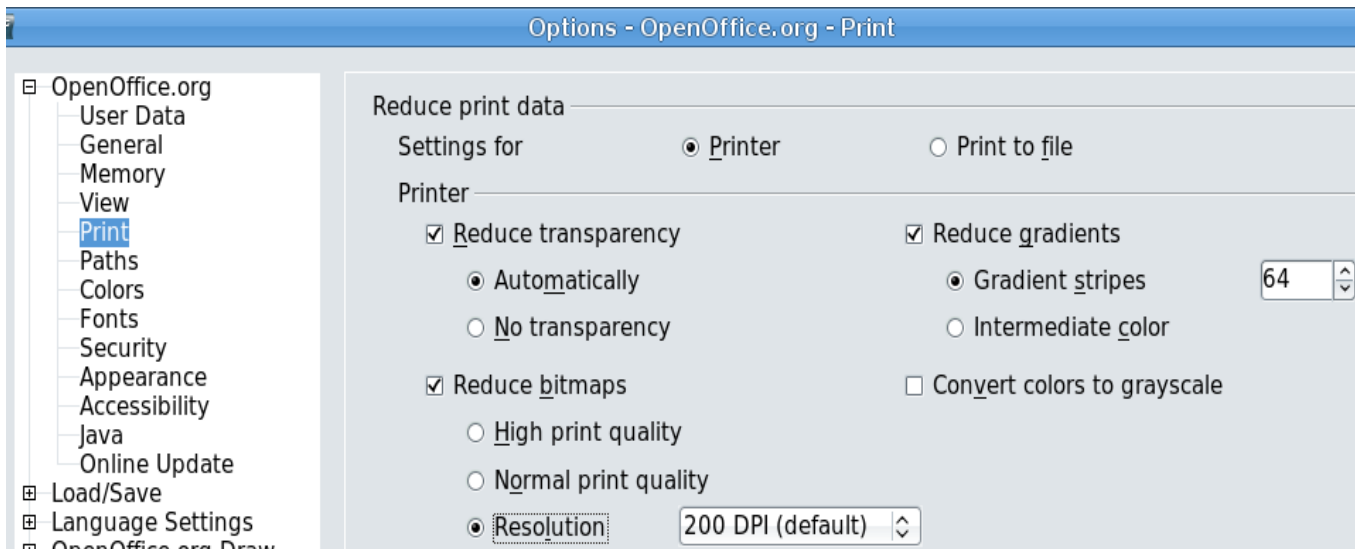 Options - OpenOffice.org - Print
OpenOffice.org
User Data
General
Memory
View
Print
Paths
Colors
Fonts
Security
Appearance
Accessibility
Java
Online Update
Load/Save
Language Settings
OpenOffice.org Draw
Reduce print data
Settings for Printer Print to file
Printer
Reduce transparency Reduce gradients
Automatically Gradient stripes 64
No transparency Intermediate color
Reduce bitmaps Convert colors to grayscale
High print quality
Normal print quality
Resolution 200 DPI (default)